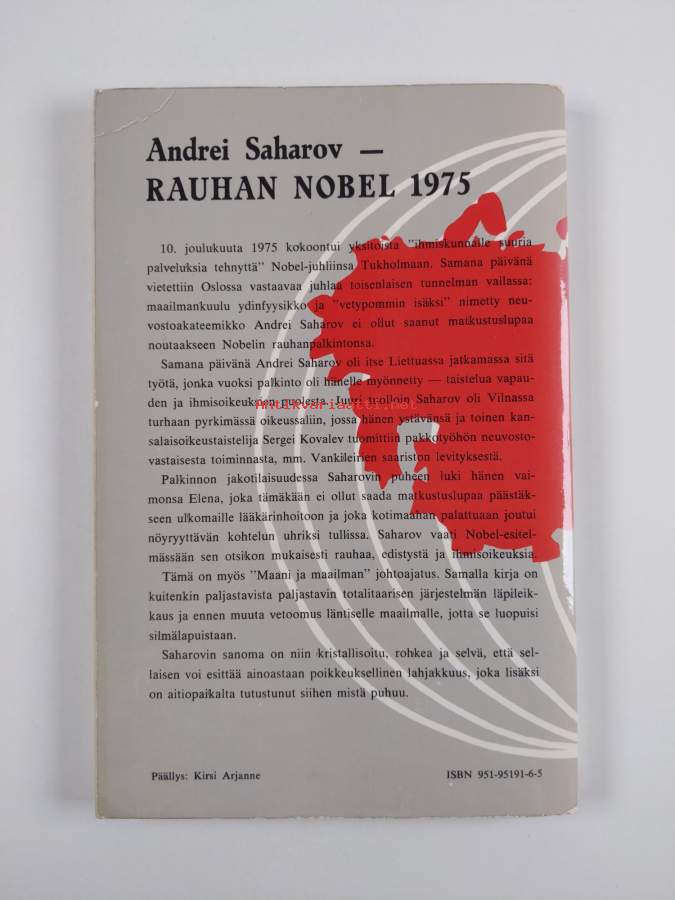 Andrei Saharov —
RAUHAN NOBEL 1975
10. joulukuuta 1975 kokoontui yksitoista "ihmiskunnalle suuria
palveluksia tehnyttä" Nobel-juhliinsa Tukholmaan. Samana päivänä
vietettiin Oslossa vastaavaa juhlaa toisenlaisen tunnelman vallassa:
maailmankuulu ydinfyysikko ja "vetypommin isäksi" nimetty neu-
vostoakateemikko Andrei Saharov ei ollut saanut matkustuslupaa
noutaakseen Nobelin rauhanpalkintonsa.
Samana päivänä Andrei Saharov oli itse Liettuassa jatkamassa sitä
työtä, jonka vuoksi palkinto oli hänelle myönnetty — taistelua vapau-
den ja ihmisoikeuksien puolesta. Juuri tuolloin Saharov oli Vilnassa
antikvariaatti.net
turhaan pyrkimässä oikeussaliin, jossa hänen ystävänsä ja toinen kan-
salaisoikeustaistelija Sergei Kovalev tuomittiin pakkotyöhön neuvosto-
vastaisesta toiminnasta, mm. Vankileirien saariston levityksestä.
Palkinnon jakotilaisuudessa Saharovin puheen luki hänen vai-
monsa Elena, joka tämäkään ei ollut saada matkustuslupaa päästäk-
seen ulkomaille lääkärinhoitoon ja joka kotimaahan palattuaan joutui
nöyryyttävän kohtelun uhriksi tullissa. Saharov vaati Nobel-esitel-
mässään sen otsikon mukaisesti rauhaa, edistystä ja ihmisoikeuksia.
Tämä on myös "Maani ja maailman" johtoajatus. Samalla kirja on
kuitenkin paljastavista paljastavin totalitaarisen järjestelmän läpileik-
kaus ja ennen muuta vetoomus läntiselle maailmalle, jotta se luopuisi
silmälapuistaan.
Saharovin sanoma on niin kristallisoitu, rohkea ja selvä, että sel-
laisen voi esittää ainoastaan poikkeuksellinen lahjakkuus, joka lisäksi
on aitiopaikalta tutustunut siihen mistä puhuu.
Päällys: Kirsi Arjanne
ISBN 951-95191-6-5